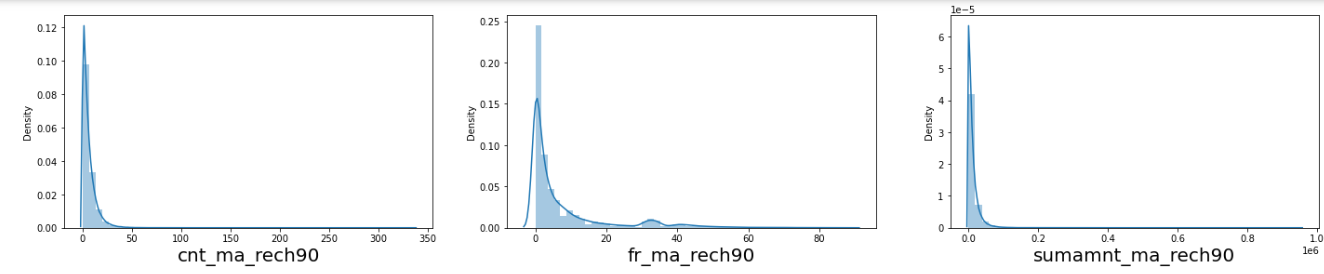 0.12
0.10
0.08
0.06
0.04
0.02
0.00
Density
0 50 100 150 200 250 300 350
cnt_ma_rech90
0.25
0.20
0.15
0.10
0.05
0.00
Density
0 20 40 60 80
fr_ma_rech90
1e−5
6
5
4
3
2
1
0
Density
0.0 0.2 0.4 0.6 0.8 1.0
1e6
sumamnt_ma_rech90